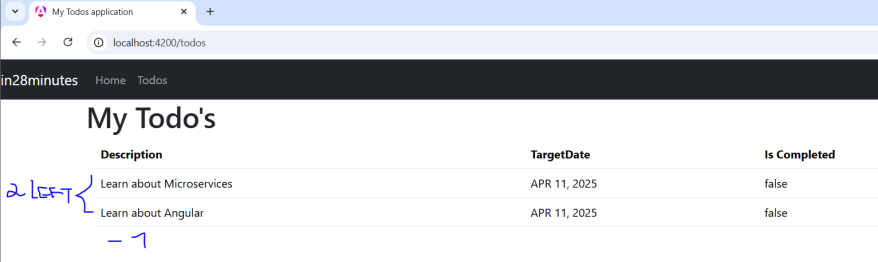 My Todos application
localhost:4200/todos
in28minutes Home Todos
My Todo's
Description TargetDate Is Completed
2 LEFT
Learn about Microservices APR 11, 2025 false
Learn about Angular APR 11, 2025 false
- 1